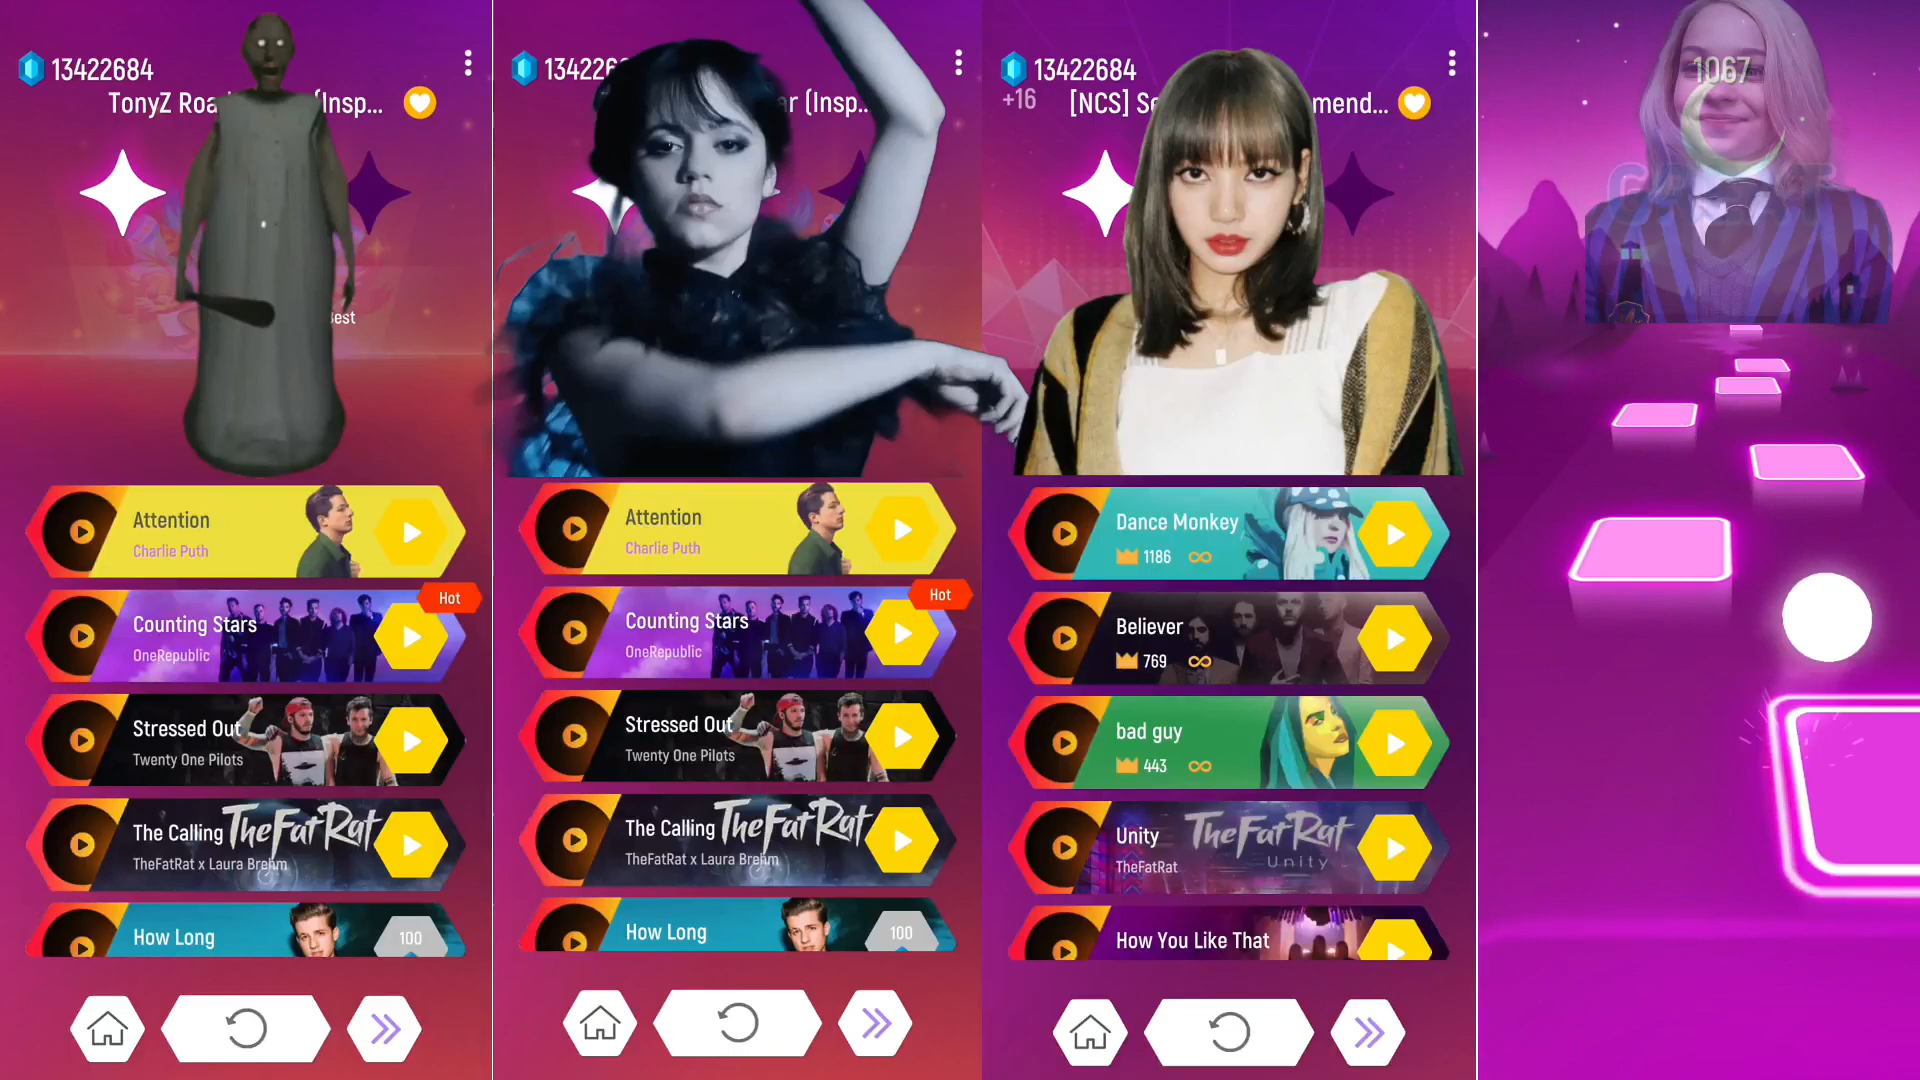 13422684
TonyZ Roa
(Insp...
Best
Attention
Charlie Puth
Hot
Counting Stars
OneRepublic
Stressed Out
Twenty One Pilots
The Calling
TheFatRat
TheFatRat x Laura Brehm
How Long
100
134226
(Insp..
Attention
Charlie Puth
Hot
Counting Stars
OneRepublic
Stressed Out
Twenty One Pilots
The Calling
TheFatRat
TheFatRat x Laura Brehm
How Long
100
13422684
+16
[NCS]
mend...
Dance Monkey
1186 ∞
Believer
769 ∞
bad guy
443 ∞
Unity
TheFatRat
TheFatRat
Unity
How You Like That
1067